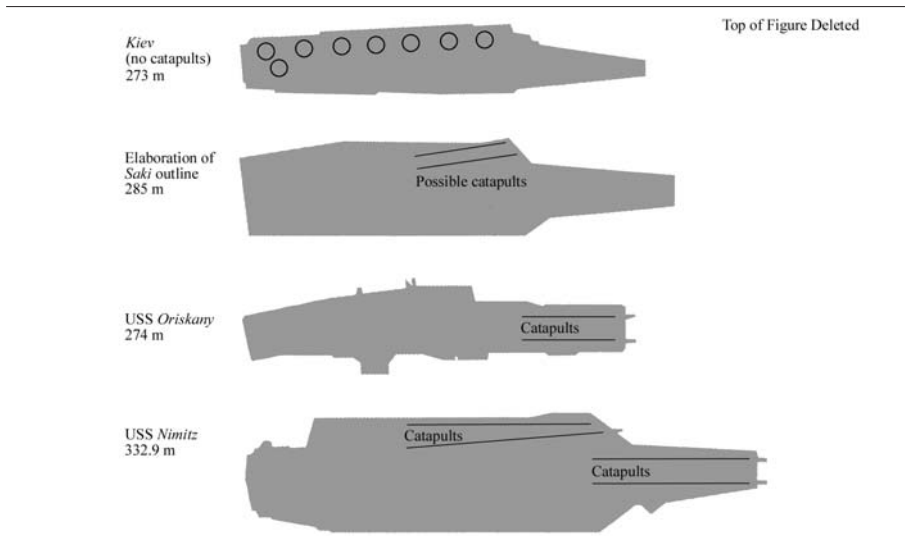 Top of Figure Deleted
Kiev
(no catapults)
273 m
Elaboration of
Saki outline
285 m
Possible catapults
USS Oriskany
274 m
Catapults
USS Nimitz
332.9 m
Catapults
Catapults